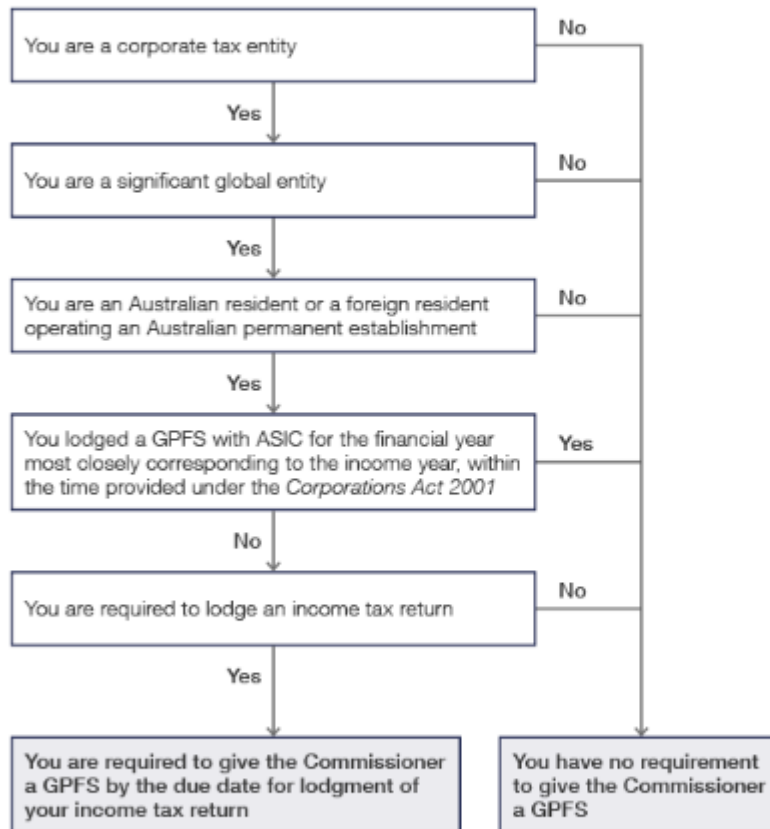 You are a corporate tax entity
No
Yes
You are a significant global entity
No
Yes
You are an Australian resident or a foreign resident
operating an Australian permanent establishment
No
Yes
You lodged a GPFS with ASIC for the financial year
most closely corresponding to the income year, within
the time provided under the Corporations Act 2001
Yes
No
You are required to lodge an income tax return
No
Yes
You are required to give the Commissioner
a GPFS by the due date for lodgment of
your income tax return
You have no requirement
to give the Commissioner
a GPFS